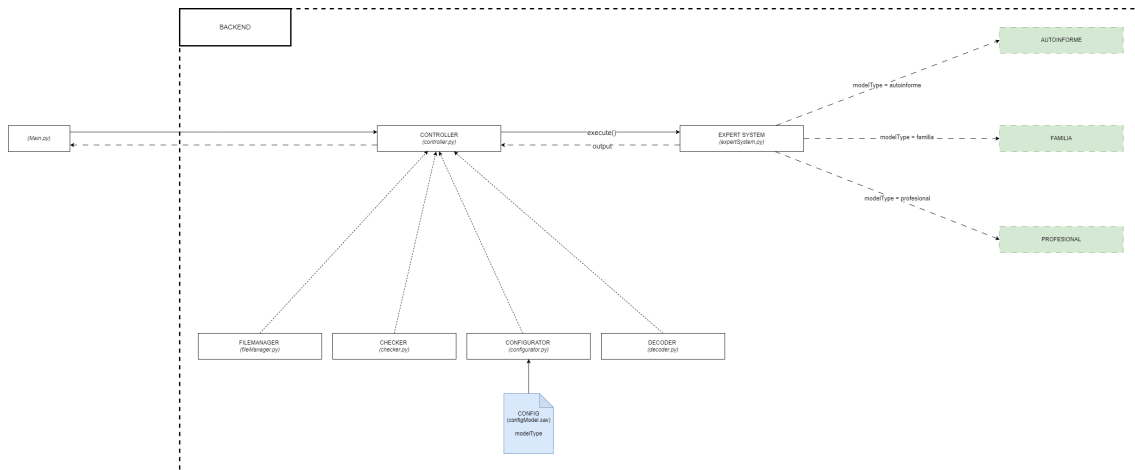 BACKEND
AUTOINFORME
modelType = autoinforme
(Main.py)
CONTROLLER
(controller.py)
execute()
output
EXPERT SYSTEM
(expertSystem.py)
modelType = familia
FAMILIA
modelType = profesional
PROFESIONAL
FILEMANAGER
(fileManager.py)
CHECKER
(checker.py)
CONFIGURATOR
(configurator.py)
DECODER
(decoder.py)
CONFIG
(configModel.sav)
modelType